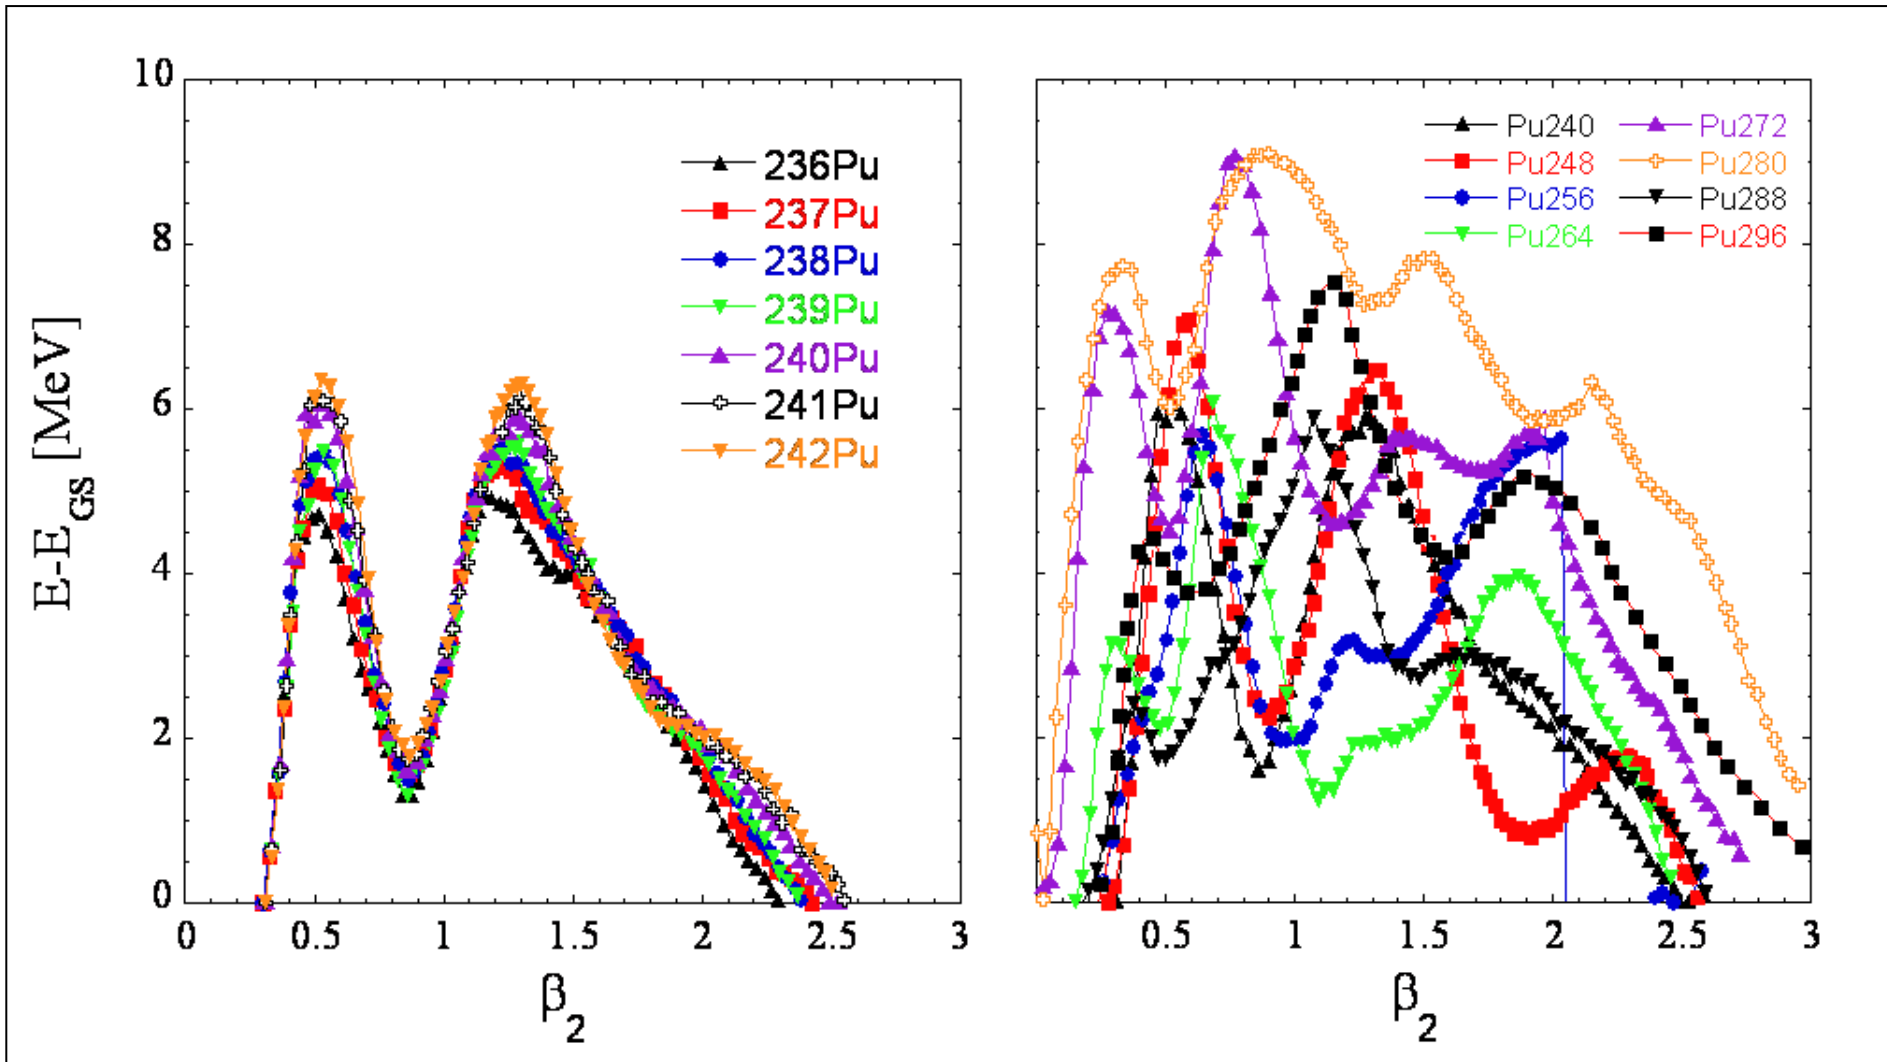 E-E_GS [MeV]
10
8
6
4
2
0
0 0.5 1 1.5 2 2.5 3
β_2
236Pu
237Pu
238Pu
239Pu
240Pu
241Pu
242Pu
Pu240 Pu272
Pu248 Pu280
Pu256 Pu288
Pu264 Pu296
0.5 1 1.5 2 2.5 3
β_2